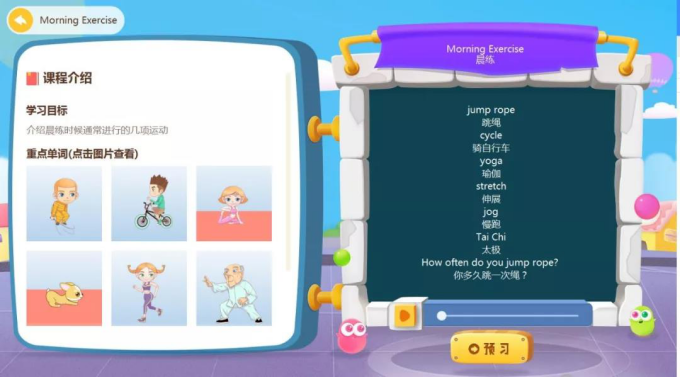 Morning Exercise
课程介绍
学习目标
介绍晨练时候通常进行的几项运动
重点单词(点击图片查看)
Morning Exercise
晨练
jump rope
跳绳
cycle
骑自行车
yoga
瑜伽
stretch
伸展
jog
慢跑
Tai Chi
太极
How often do you jump rope?
你多久跳一次绳？
预习